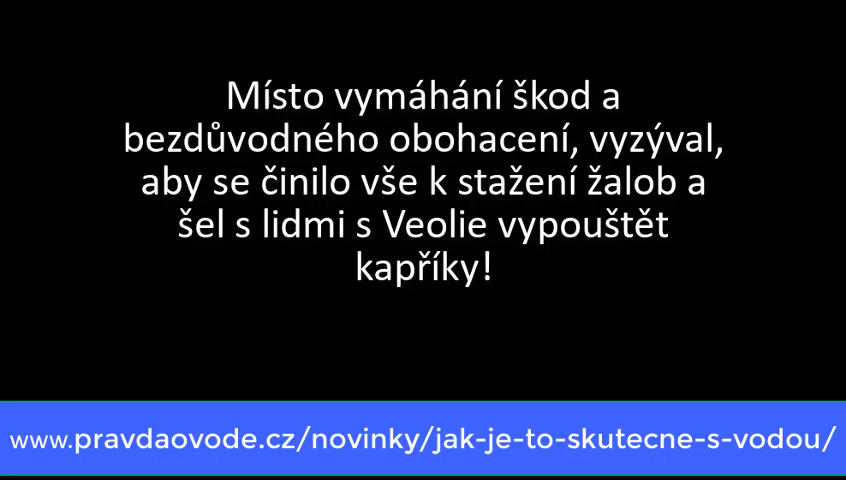 Místo vymáhání škod a
bezdůvodného obohacení, vyzýval,
aby se činilo vše k stažení žalob a
šel s lidmi s Veolie vypouštět
kapříky!
www.pravdaovode.cz/novinky/jak-je-to-skutecne-s-vodou/